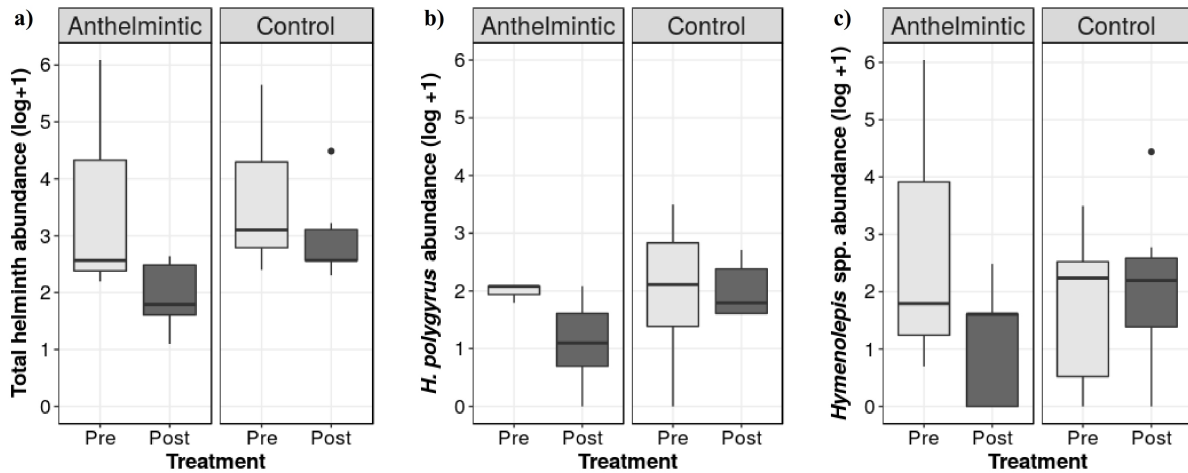 a)
Anthelmintic
Control
Total helminth abundance (log+1)
6
5
4
3
2
1
0
Pre
Post
Pre
Post
Treatment
b)
Anthelmintic
Control
H. polygyrus abundance (log +1)
6
5
4
3
2
1
0
Pre
Post
Pre
Post
Treatment
c)
Anthelmintic
Control
Hymenolepis spp. abundance (log +1)
6
5
4
3
2
1
0
Pre
Post
Pre
Post
Treatment